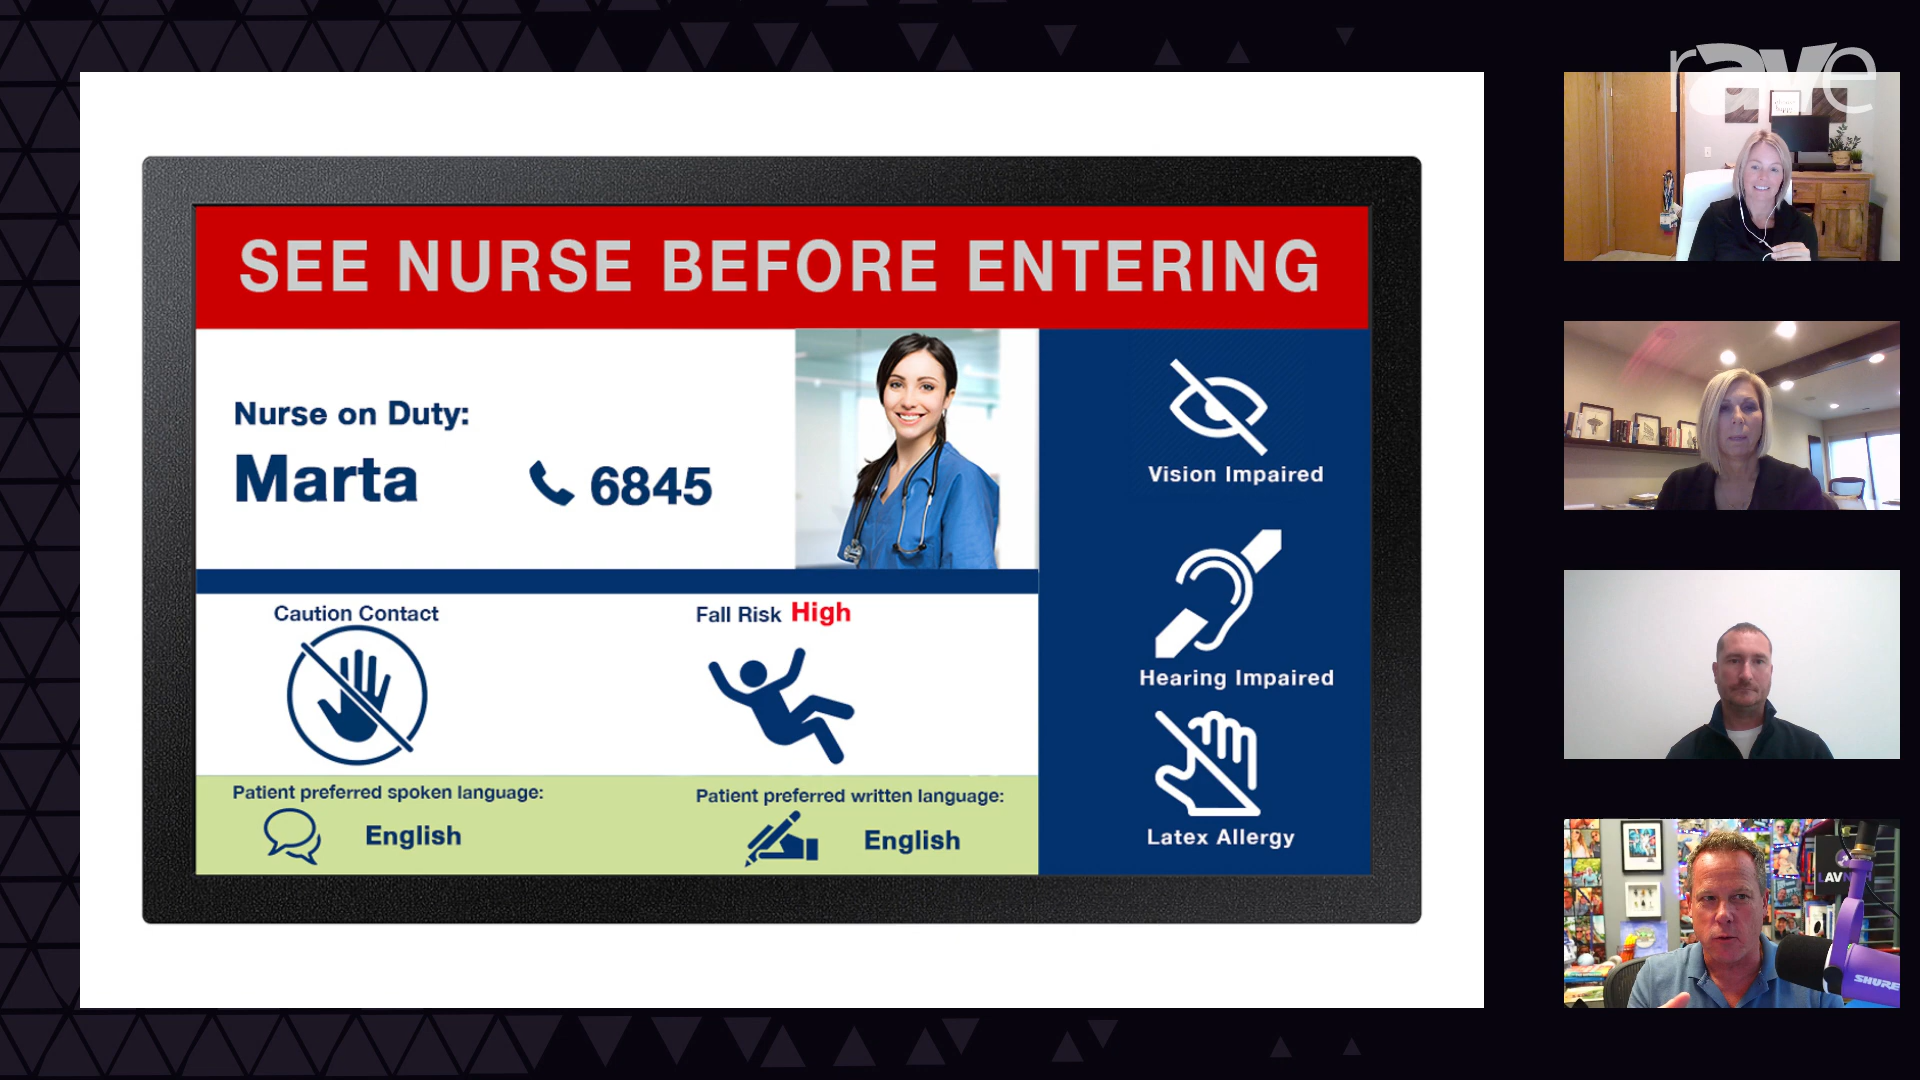 rAVe
SEE NURSE BEFORE ENTERING
Nurse on Duty:
Marta
6845
Vision Impaired
Hearing Impaired
Latex Allergy
Caution Contact
Fall Risk High
Patient preferred spoken language:
English
Patient preferred written language:
English
SHURE